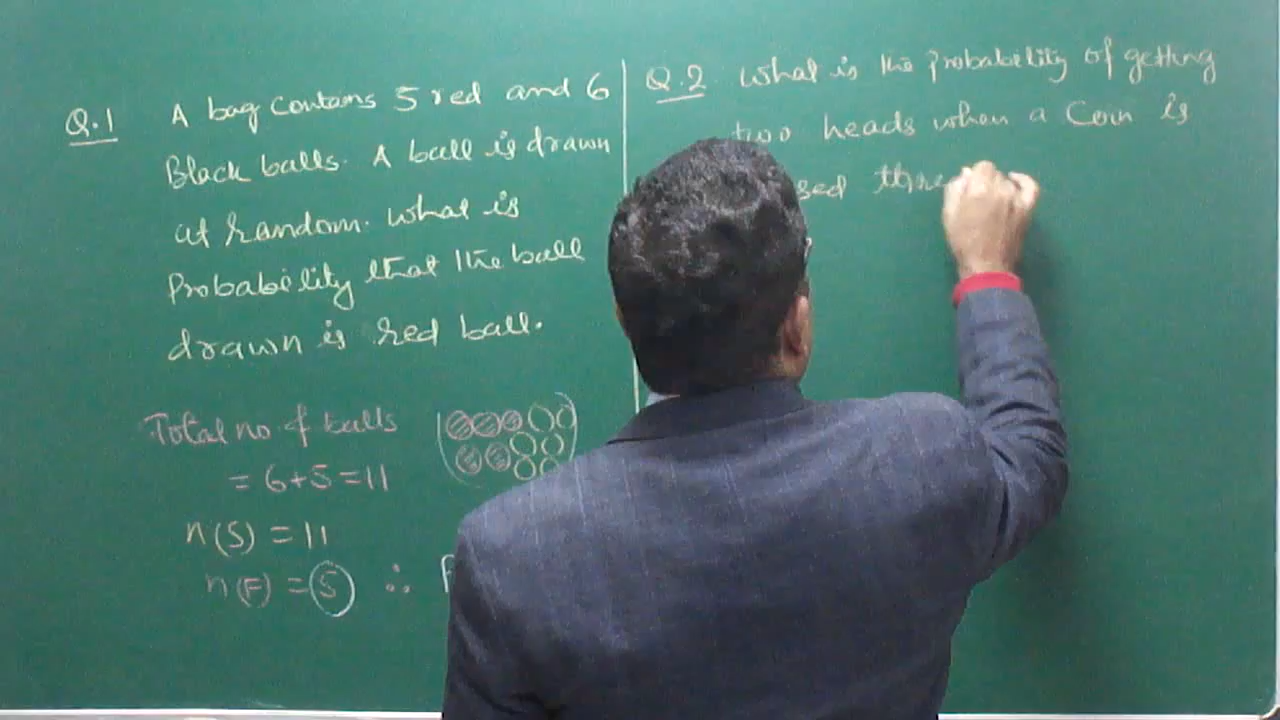 Q.1 A bag contains 5 red and 6
Black balls. A ball is drawn
at random. What is
Probability that the ball
drawn is red ball.
Total no. of balls
= 6+5 = 11
n(S) = 11
n(E) = 5 ∴ P
Q.2 What is the Probability of getting
two heads when a Coin is
sed thre